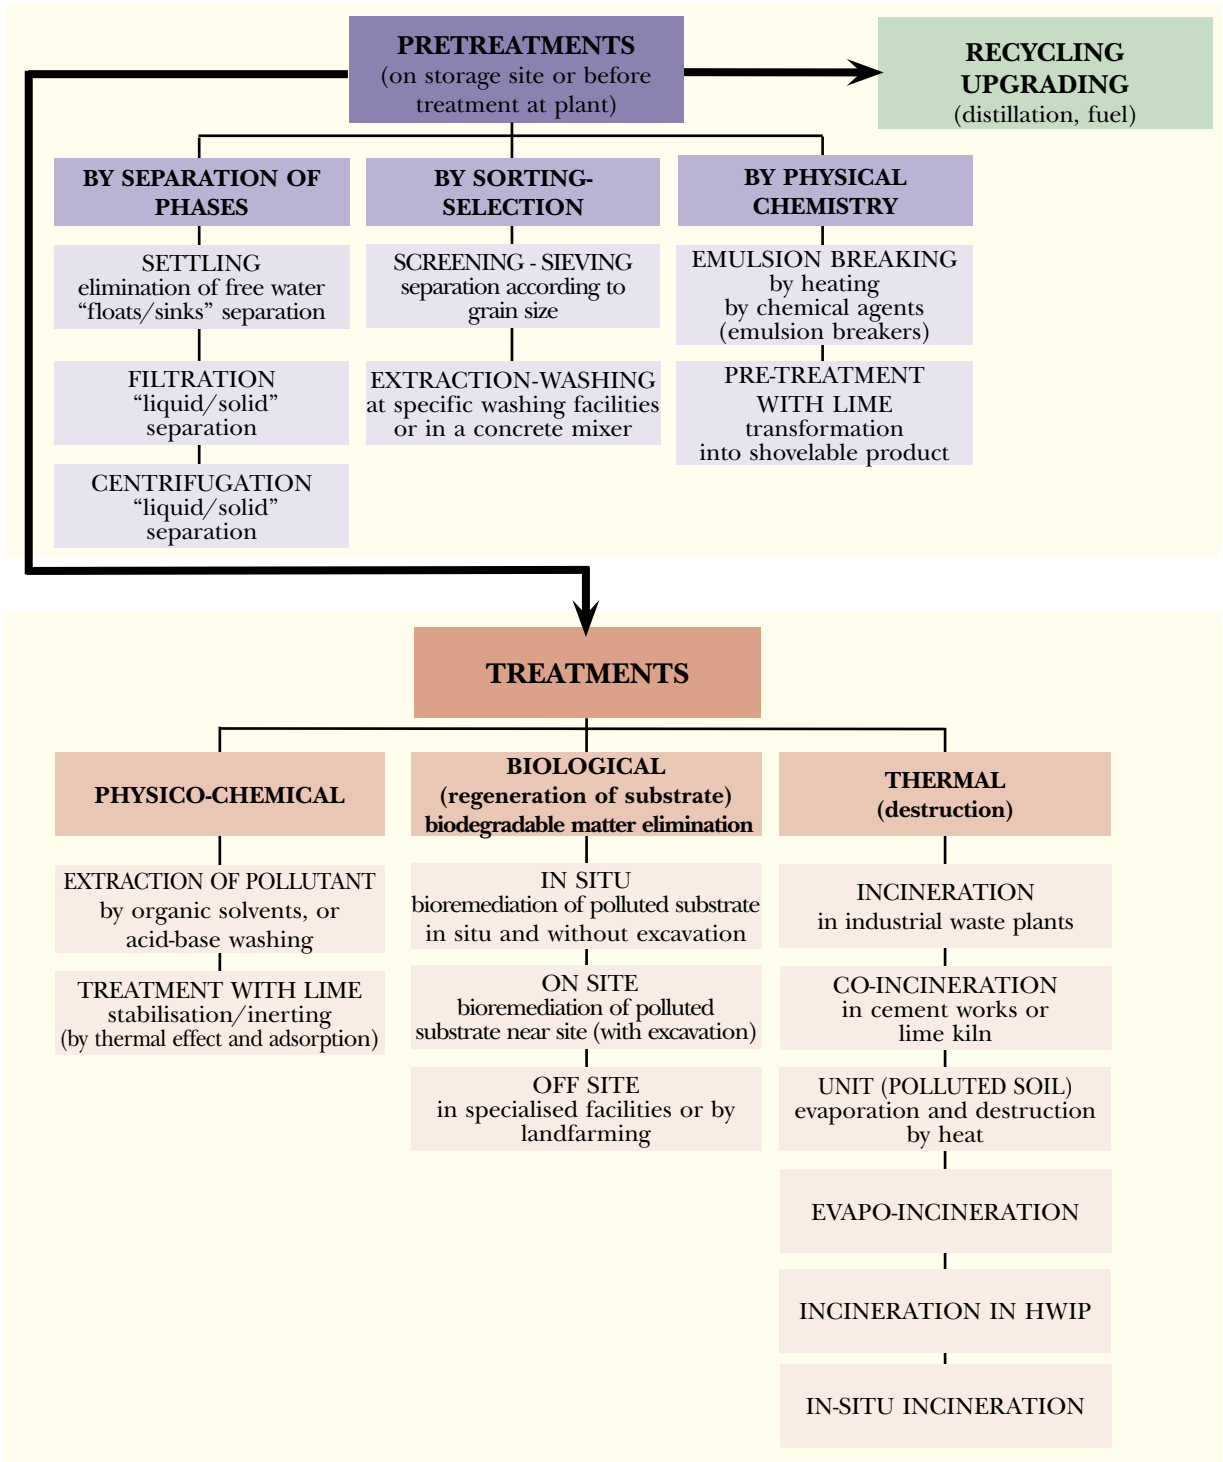 PRETREATMENTS
(on storage site or before
treatment at plant)
RECYCLING
UPGRADING
(distillation, fuel)
BY SEPARATION OF
PHASES
SETTLING
elimination of free water
“floats/sinks” separation
FILTRATION
“liquid/solid”
separation
CENTRIFUGATION
“liquid/solid”
separation
BY SORTING-
SELECTION
SCREENING - SIEVING
separation according to
grain size
EXTRACTION-WASHING
at specific washing facilities
or in a concrete mixer
BY PHYSICAL
CHEMISTRY
EMULSION BREAKING
by heating
by chemical agents
(emulsion breakers)
PRE-TREATMENT
WITH LIME
transformation
into shovelable product
TREATMENTS
PHYSICO-CHEMICAL
EXTRACTION OF POLLUTANT
by organic solvents, or
acid-base washing
TREATMENT WITH LIME
stabilisation/inerting
(by thermal effect and adsorption)
BIOLOGICAL
(regeneration of substrate)
biodegradable matter elimination
IN SITU
bioremediation of polluted substrate
in situ and without excavation
ON SITE
bioremediation of polluted
substrate near site (with excavation)
OFF SITE
in specialised facilities or by
landfarming
THERMAL
(destruction)
INCINERATION
in industrial waste plants
CO-INCINERATION
in cement works or
lime kiln
UNIT (POLLUTED SOIL)
evaporation and destruction
by heat
EVAPO-INCINERATION
INCINERATION IN HWIP
IN-SITU INCINERATION